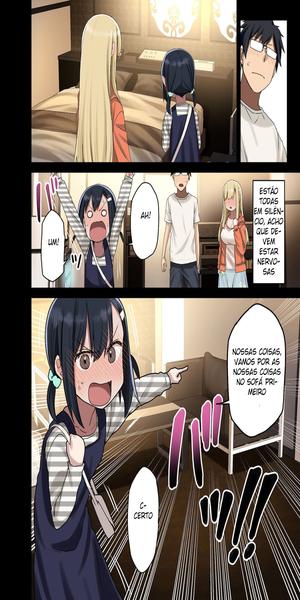 ESTÃO
TODAS
EM SILÊN-
CIO, ACHO
QUE DE-
VEM
ESTAR
NERVO-
SAS
AH!
UM!
NOSSAS COISAS,
VAMOS POR AS
NOSSAS COISAS
NO SOFÁ PRI-
MEIRO
C-
CERTO
!!